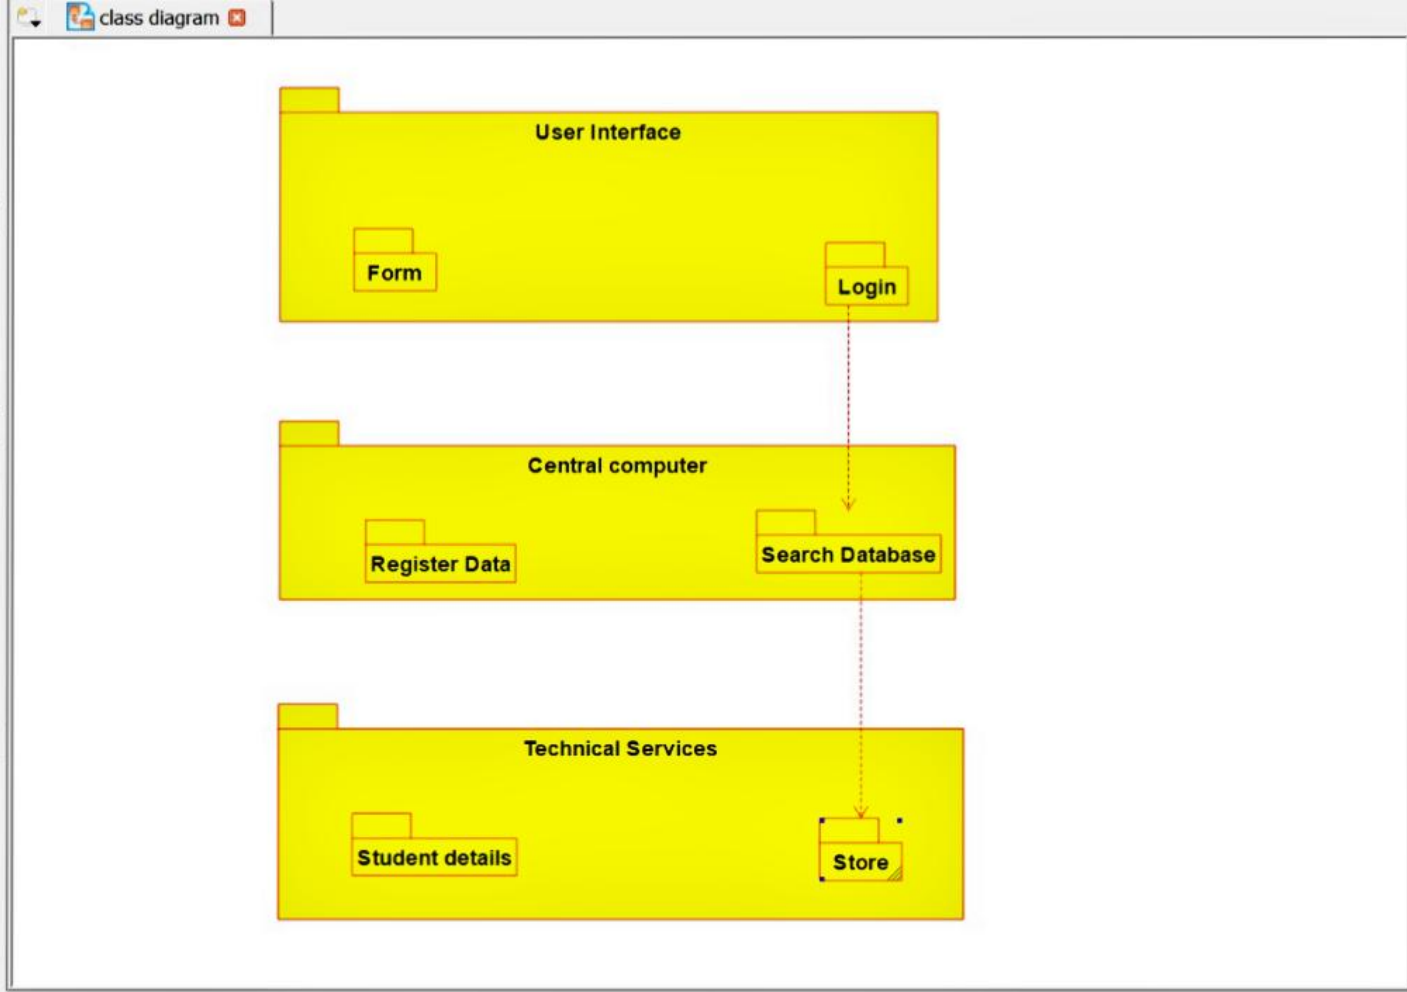 class diagram
User Interface
Form
Login
Central computer
Register Data
Search Database
Technical Services
Student details
Store